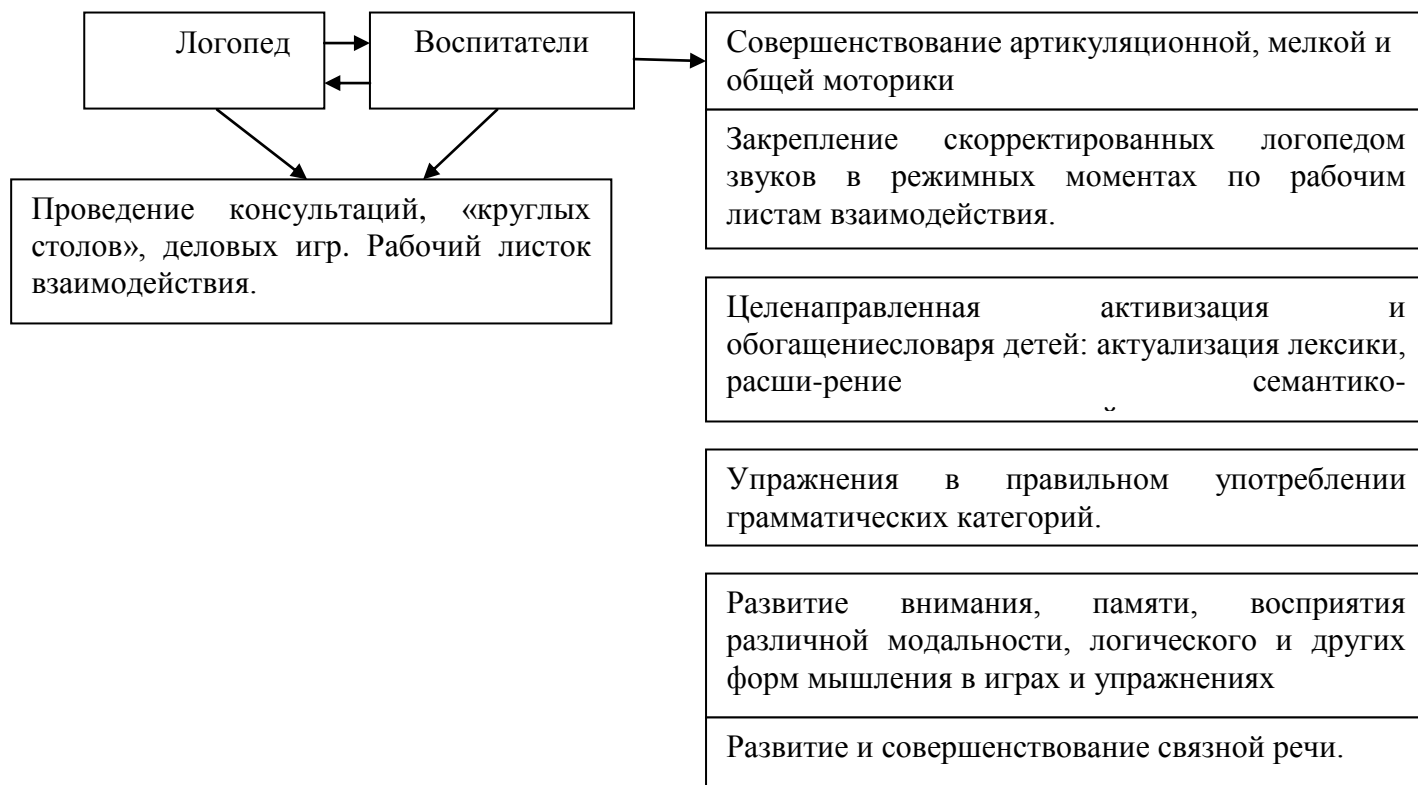 Логопед
Воспитатели
Проведение консультаций, «круглых
столов», деловых игр. Рабочий листок
взаимодействия.
Совершенствование артикуляционной, мелкой и
общей моторики
Закрепление скорректированных логопедом
звуков в режимных моментах по рабочим
листам взаимодействия.
Целенаправленная активизация и
обогащениесловаря детей: актуализация лексики,
расши-рение семантико-
Упражнения в правильном употреблении
грамматических категорий.
Развитие внимания, памяти, восприятия
различной модальности, логического и других
форм мышления в играх и упражнениях
Развитие и совершенствование связной речи.